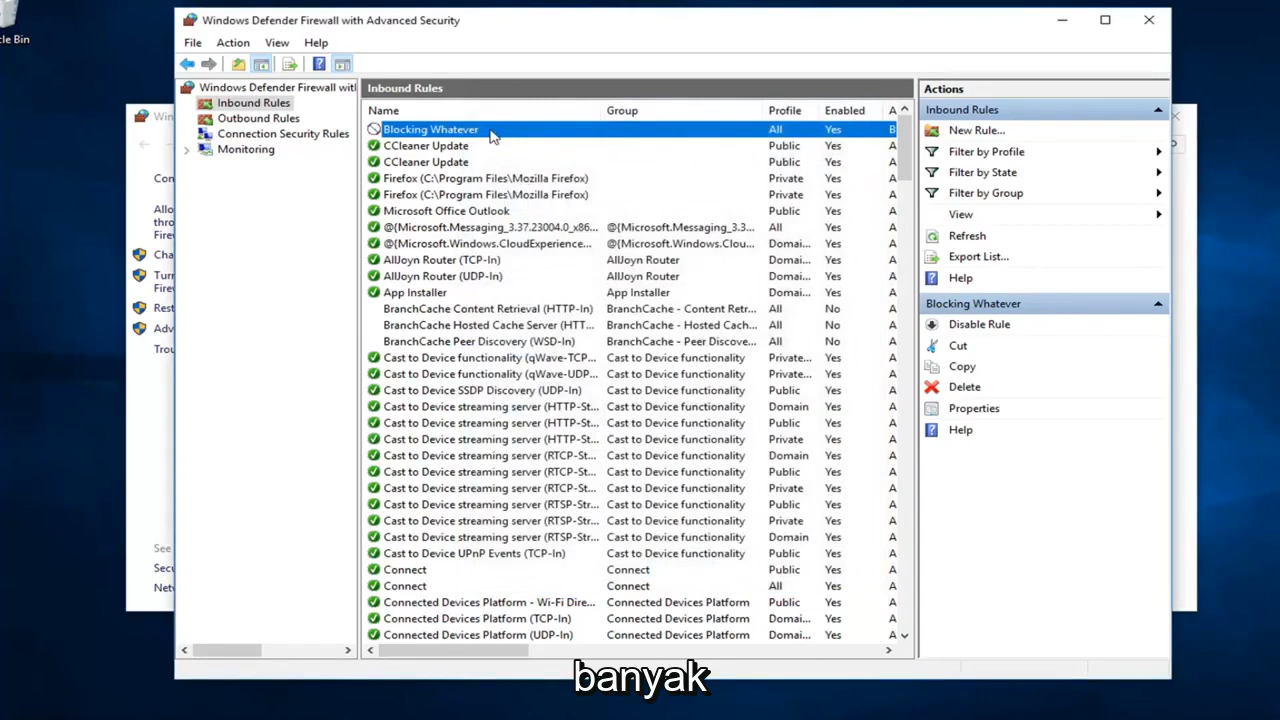 cle Bin
Windows Defender Firewall with Advanced Security
File Action View Help
Windows Defender Firewall wit
Inbound Rules
Outbound Rules
Connection Security Rules
Monitoring
Win
Con
Allo
thro
Firew
Cha
Turr
Firew
Rest
Adv
Trou
See
Secu
Netv
Inbound Rules
Name Group Profile Enabled A
Blocking Whatever All Yes B
CCleaner Update Public Yes A
CCleaner Update Public Yes A
Firefox (C:\Program Files\Mozilla Firefox) Private Yes A
Firefox (C:\Program Files\Mozilla Firefox) Private Yes A
Microsoft Office Outlook Public Yes A
@{Microsoft.Messaging_3.37.23004.0_x86... @{Microsoft.Messaging_3.3... All Yes A
@{Microsoft.Windows.CloudExperience... @{Microsoft.Windows.Clou... Domai... Yes A
AllJoyn Router (TCP-In) AllJoyn Router Domai... Yes A
AllJoyn Router (UDP-In) AllJoyn Router Domai... Yes A
App Installer App Installer Domai... Yes A
BranchCache Content Retrieval (HTTP-In) BranchCache - Content Retr... All No A
BranchCache Hosted Cache Server (HTT... BranchCache - Hosted Cach... All No A
BranchCache Peer Discovery (WSD-In) BranchCache - Peer Discove... All No A
Cast to Device functionality (qWave-TCP... Cast to Device functionality Private... Yes A
Cast to Device functionality (qWave-UDP... Cast to Device functionality Private... Yes A
Cast to Device SSDP Discovery (UDP-In) Cast to Device functionality Public Yes A
Cast to Device streaming server (HTTP-St... Cast to Device functionality Domain Yes A
Cast to Device streaming server (HTTP-St... Cast to Device functionality Public Yes A
Cast to Device streaming server (HTTP-St... Cast to Device functionality Private Yes A
Cast to Device streaming server (RTCP-St... Cast to Device functionality Domain Yes A
Cast to Device streaming server (RTCP-St... Cast to Device functionality Public Yes A
Cast to Device streaming server (RTCP-St... Cast to Device functionality Private Yes A
Cast to Device streaming server (RTSP-Str... Cast to Device functionality Public Yes A
Cast to Device streaming server (RTSP-Str... Cast to Device functionality Private Yes A
Cast to Device streaming server (RTSP-Str... Cast to Device functionality Domain Yes A
Cast to Device UPnP Events (TCP-In) Cast to Device functionality Public Yes A
Connect Connect Public Yes A
Connect Connect All Yes A
Connected Devices Platform - Wi-Fi Dire... Connected Devices Platform Public Yes A
Connected Devices Platform (TCP-In) Connected Devices Platform Domai... Yes A
Connected Devices Platform (UDP-In) Connected Devices Platform Domai... Yes A
Actions
Inbound Rules
New Rule...
Filter by Profile
Filter by State
Filter by Group
View
Refresh
Export List...
Help
Blocking Whatever
Disable Rule
Cut
Copy
Delete
Properties
Help
banyak